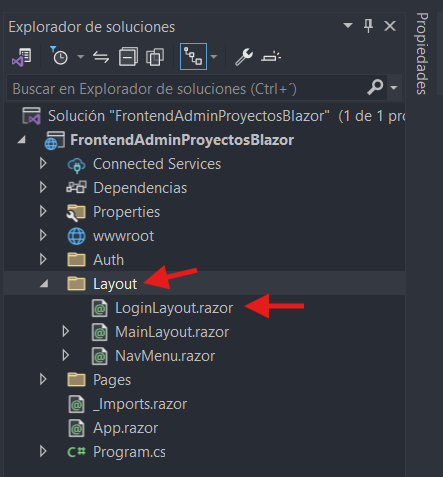 Explorador de soluciones
Buscar en Explorador de soluciones (Ctrl+´)
Solución "FrontendAdminProyectosBlazor" (1 de 1 pro
FrontendAdminProyectosBlazor
Connected Services
Dependencias
Properties
wwwroot
Auth
Layout
LoginLayout.razor
MainLayout.razor
NavMenu.razor
Pages
_Imports.razor
App.razor
C# Program.cs
Propiedades